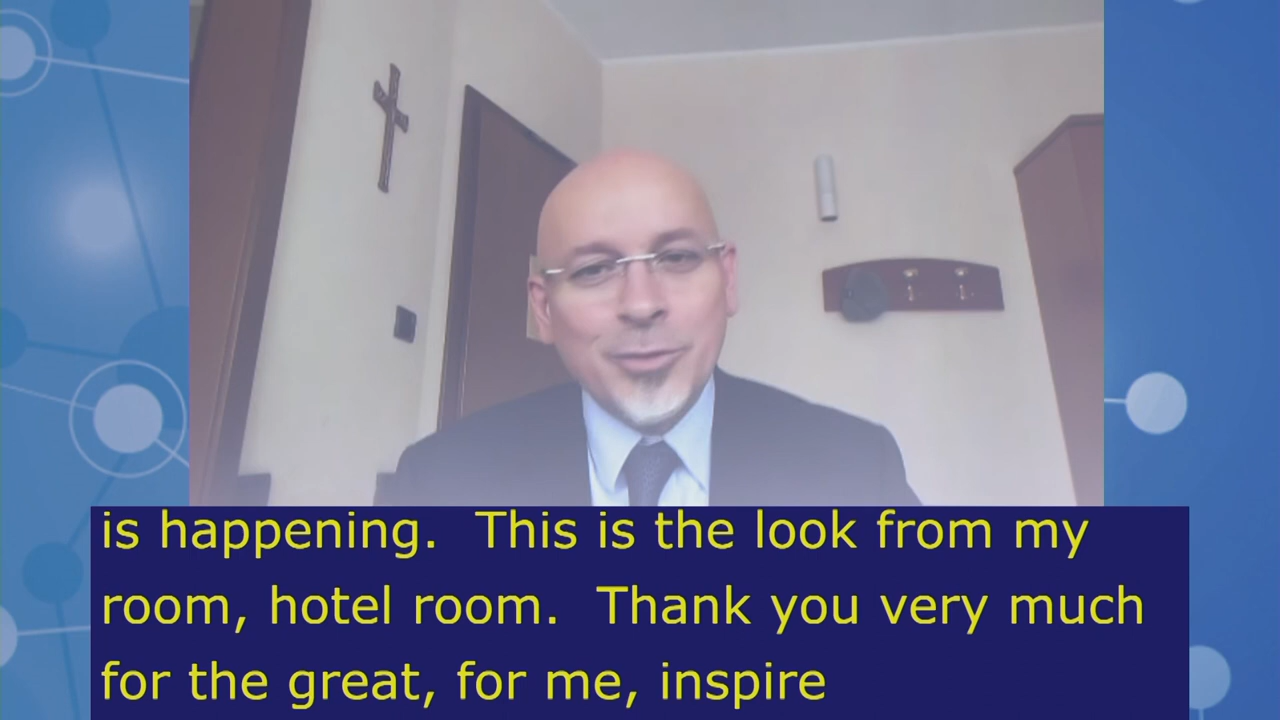 is happening.  This is the look from my
room, hotel room.  Thank you very much
for the great, for me, inspire